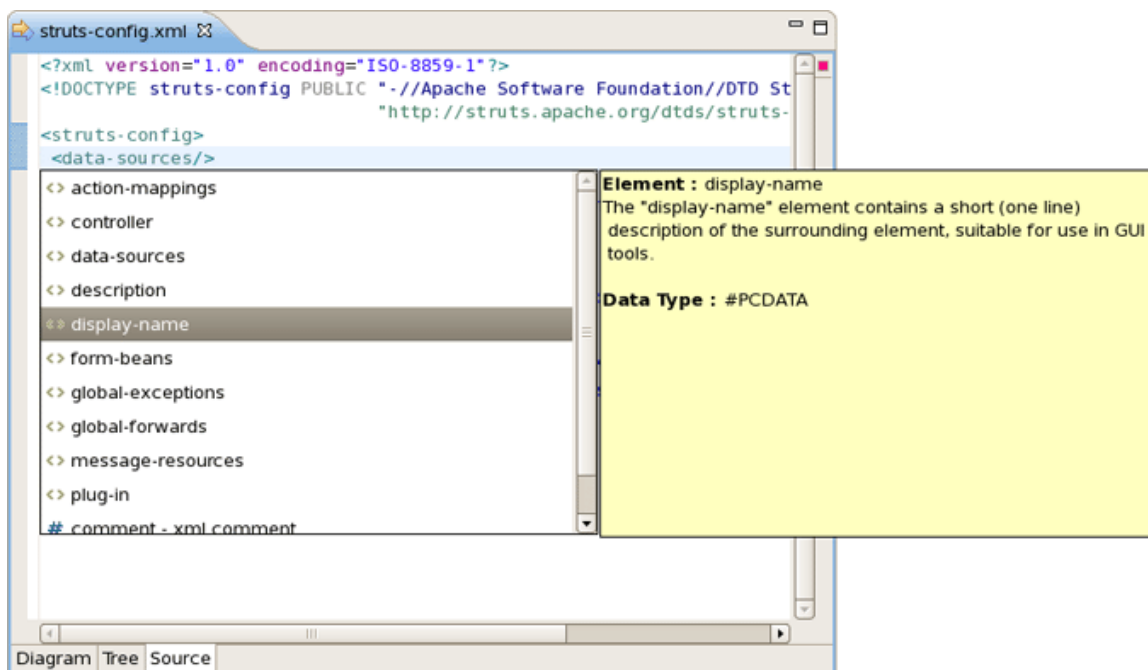 struts-config.xml
<?xml version="1.0" encoding="ISO-8859-1"?>
<!DOCTYPE struts-config PUBLIC "-//Apache Software Foundation//DTD St
"http://struts.apache.org/dtds/struts-
<struts-config>
<data-sources/>
<> action-mappings
<> controller
<> data-sources
<> description
<> display-name
<> form-beans
<> global-exceptions
<> global-forwards
<> message-resources
<> plug-in
# comment - xml comment
Element : display-name
The "display-name" element contains a short (one line)
description of the surrounding element, suitable for use in GUI
tools.
Data Type : #PCDATA
Diagram Tree Source